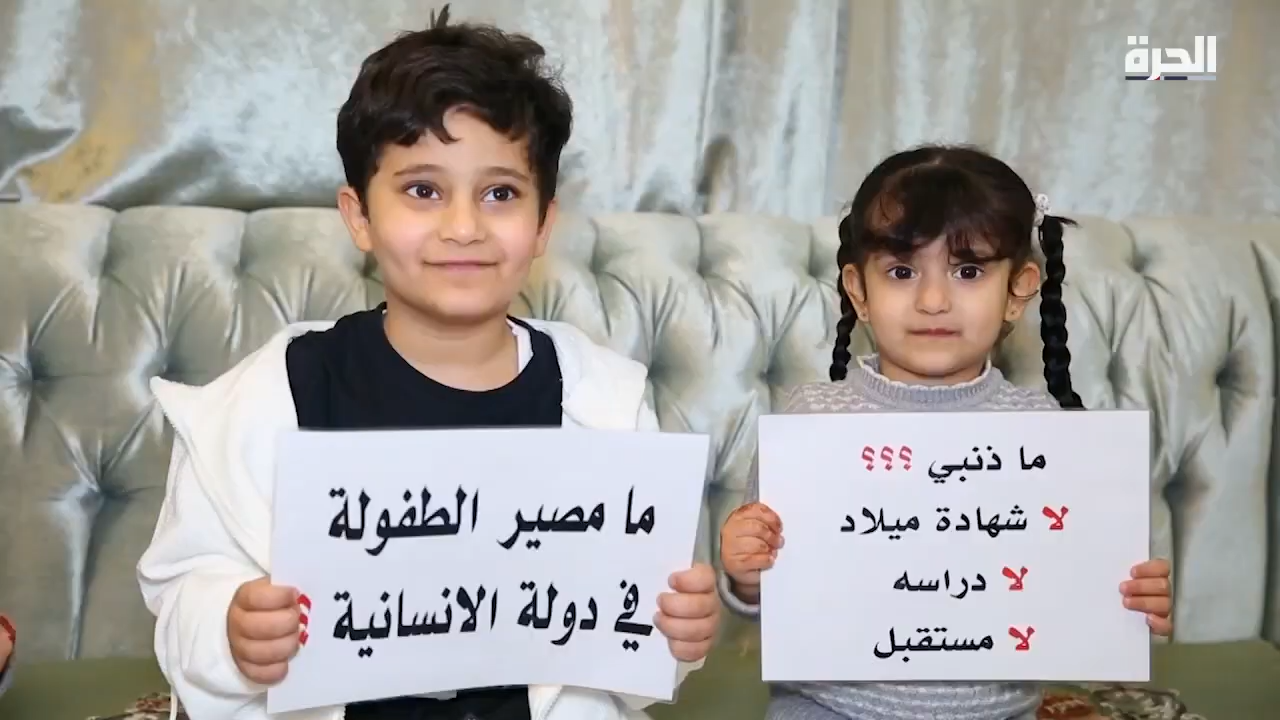 الحرة
ما مصير الطفولة
في دولة الانسانية ؟
ما ذنبي ؟؟؟
لا شهادة ميلاد
لا دراسه
لا مستقبل